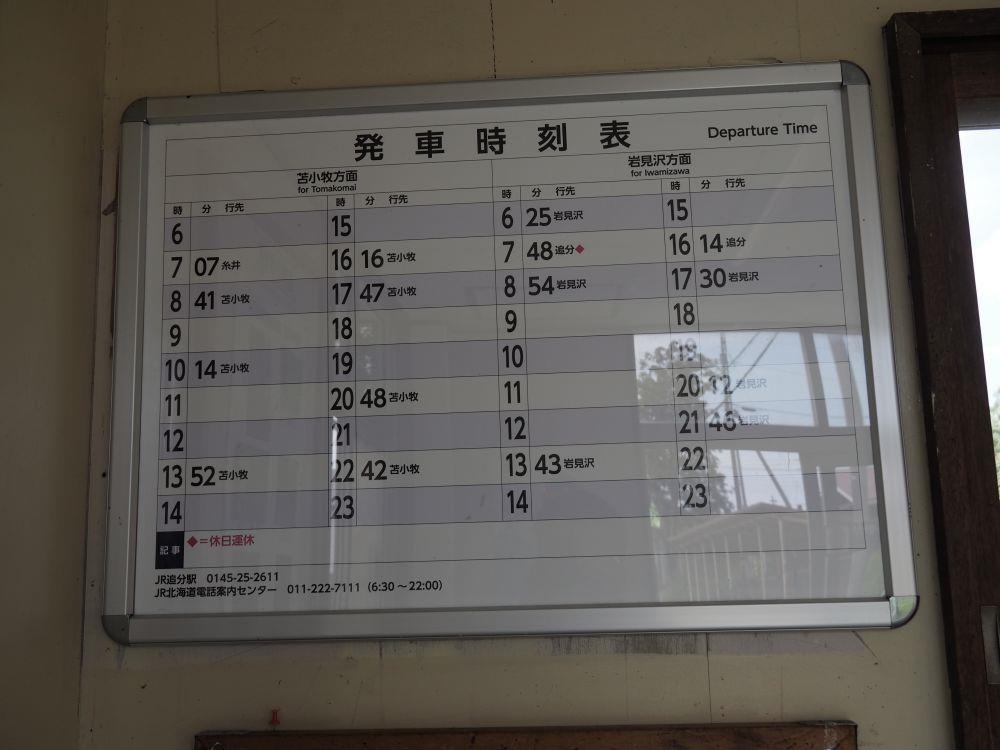 発車時刻表 Departure Time
苫小牧方面 岩見沢方面
for Tomakomai for Iwamizawa
時 分 行先 時 分 行先 時 分 行先 時 分 行先
6 15 6 25 岩見沢 15
7 07 糸井 16 16 苫小牧 7 48 追分◆ 16 14 追分
8 41 苫小牧 17 47 苫小牧 8 54 岩見沢 17 30 岩見沢
9 18 9 18
10 14 苫小牧 19 10 19
11 20 48 苫小牧 11 20 12 岩見沢
12 21 12 21 46 岩見沢
13 52 苫小牧 22 42 苫小牧 13 43 岩見沢 22
14 23 14 23
記事 ◆=休日運休
JR追分駅 0145-25-2611
JR北海道電話案内センター 011-222-7111（6:30～22:00）